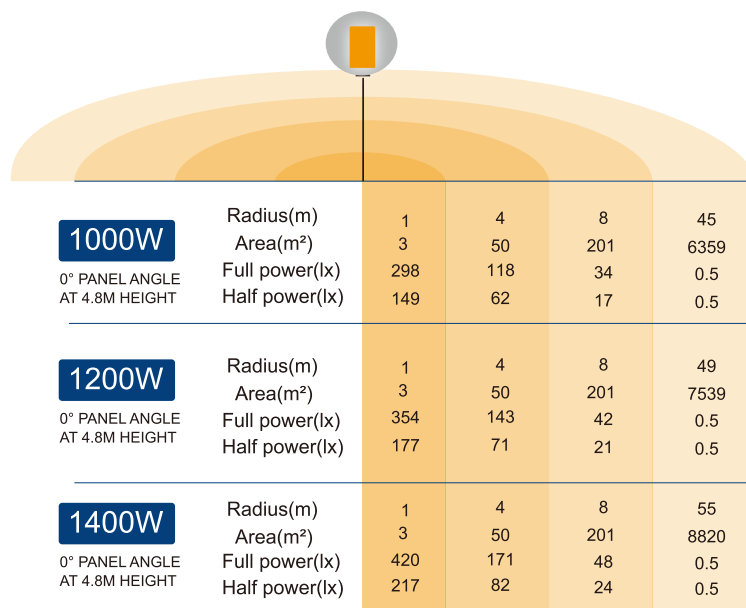 1000W
0° PANEL ANGLE
AT 4.8M HEIGHT
Radius(m) 1 4 8 45
Area(m²) 3 50 201 6359
Full power(lx) 298 118 34 0.5
Half power(lx) 149 62 17 0.5
1200W
0° PANEL ANGLE
AT 4.8M HEIGHT
Radius(m) 1 4 8 49
Area(m²) 3 50 201 7539
Full power(lx) 354 143 42 0.5
Half power(lx) 177 71 21 0.5
1400W
0° PANEL ANGLE
AT 4.8M HEIGHT
Radius(m) 1 4 8 55
Area(m²) 3 50 201 8820
Full power(lx) 420 171 48 0.5
Half power(lx) 217 82 24 0.5